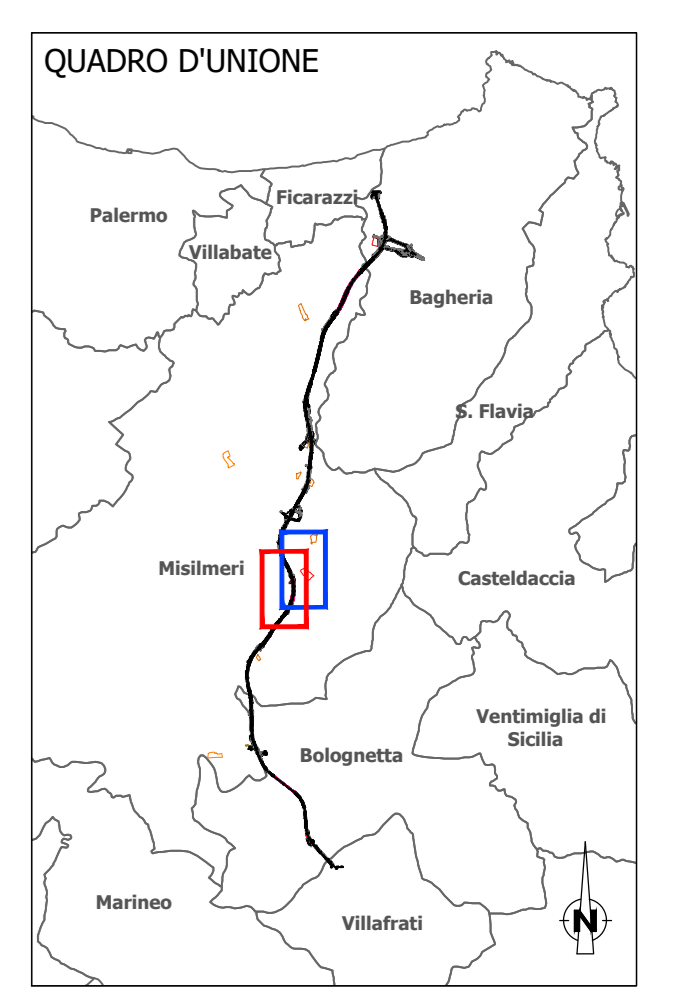 QUADRO D'UNIONE
Ficarazzi
Palermo
Villabate
Bagheria
S. Flavia
Misilmeri
Casteldaccia
Ventimiglia di
Sicilia
Bolognetta
Marineo
Villafrati
N